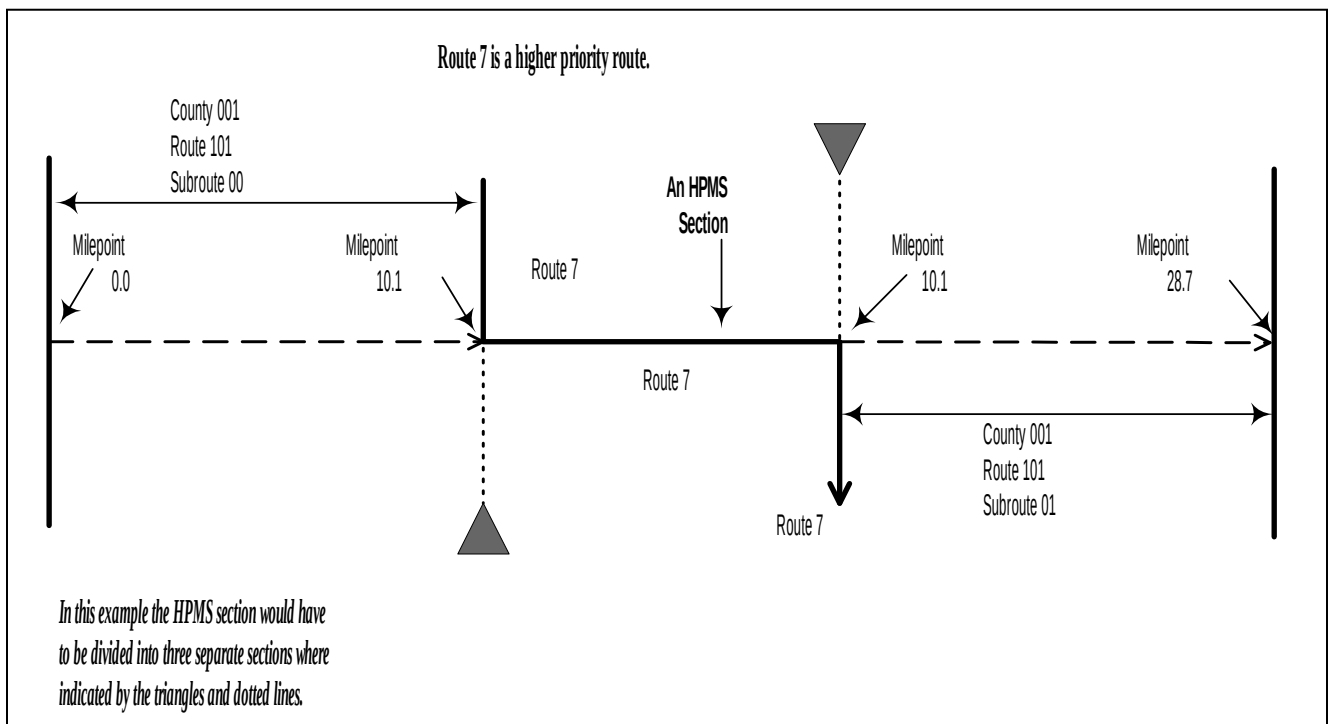 Route 7 is a higher priority route.
County 001
Route 101
Subroute 00
An HPMS
Section
Milepoint
0.0
Milepoint
10.1
Route 7
Milepoint
10.1
Milepoint
28.7
Route 7
County 001
Route 101
Subroute 01
Route 7
In this example the HPMS section would have
to be divided into three separate sections where
indicated by the triangles and dotted lines.